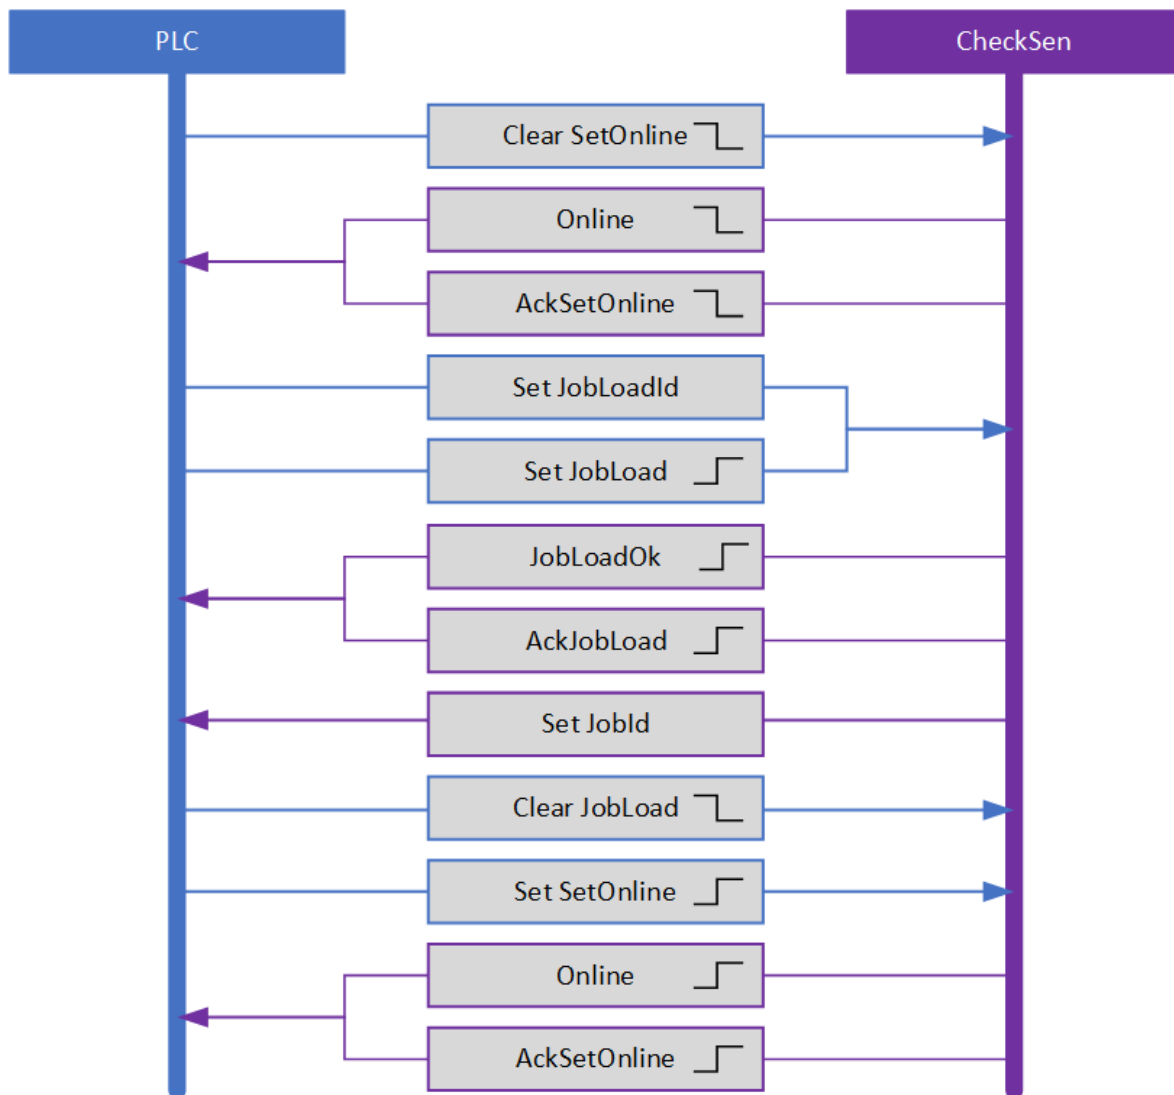 PLC
CheckSen
Clear SetOnline
Online
AckSetOnline
Set JobLoadId
Set JobLoad
JobLoadOk
AckJobLoad
Set JobId
Clear JobLoad
Set SetOnline
Online
AckSetOnline